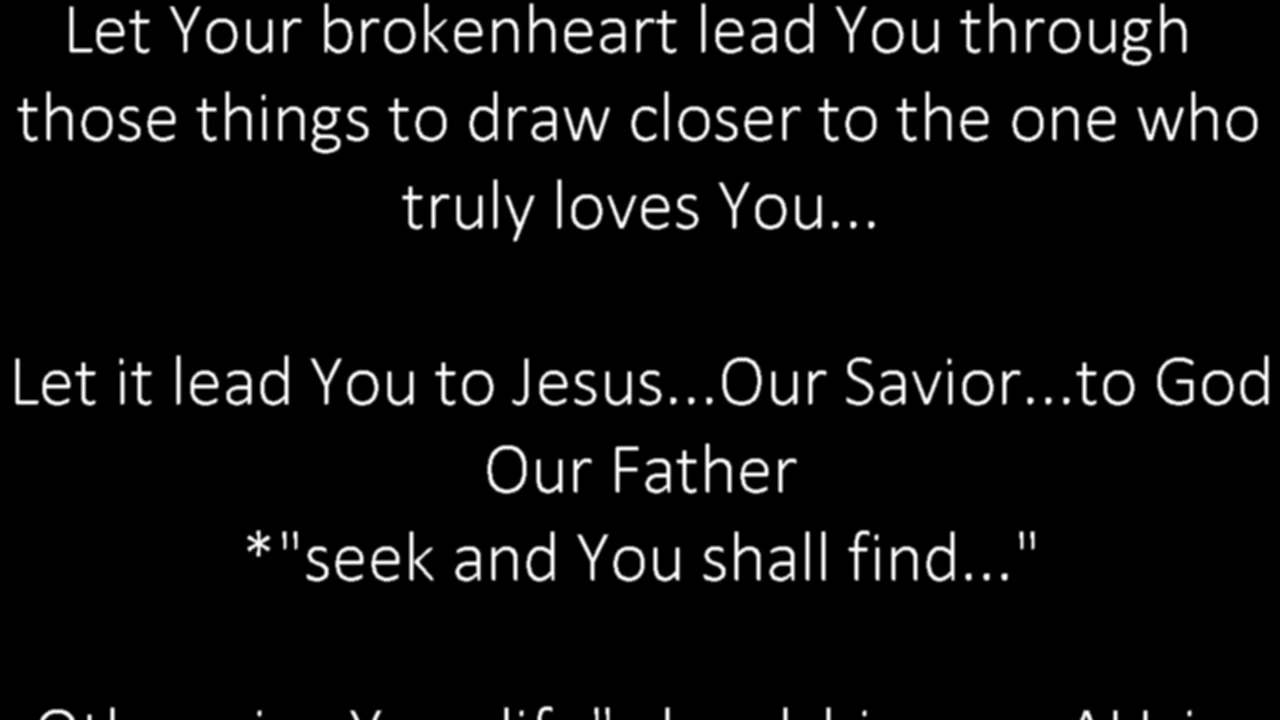 Let Your brokenheart lead You through
those things to draw closer to the one who
truly loves You...
Let it lead You to Jesus...Our Savior...to God
Our Father
*"seek and You shall find..."